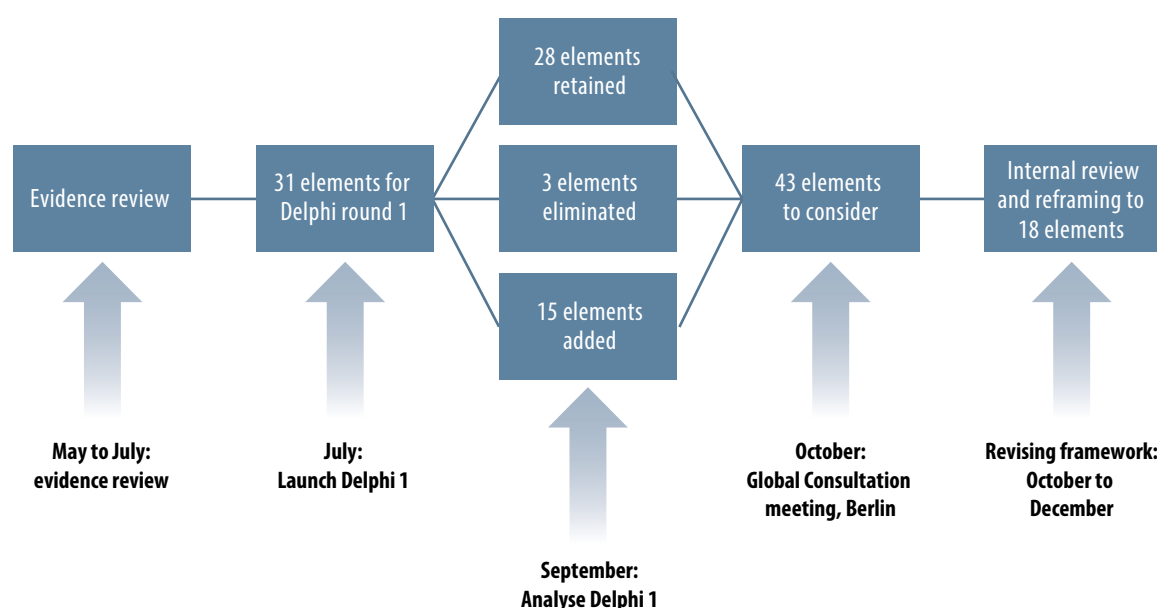 Evidence review
31 elements for
Delphi round 1
28 elements
retained
3 elements
eliminated
15 elements
added
43 elements
to consider
Internal review
and reframing to
18 elements
May to July:
evidence review
July:
Launch Delphi 1
September:
Analyse Delphi 1
October:
Global Consultation
meeting, Berlin
Revising framework:
October to
December